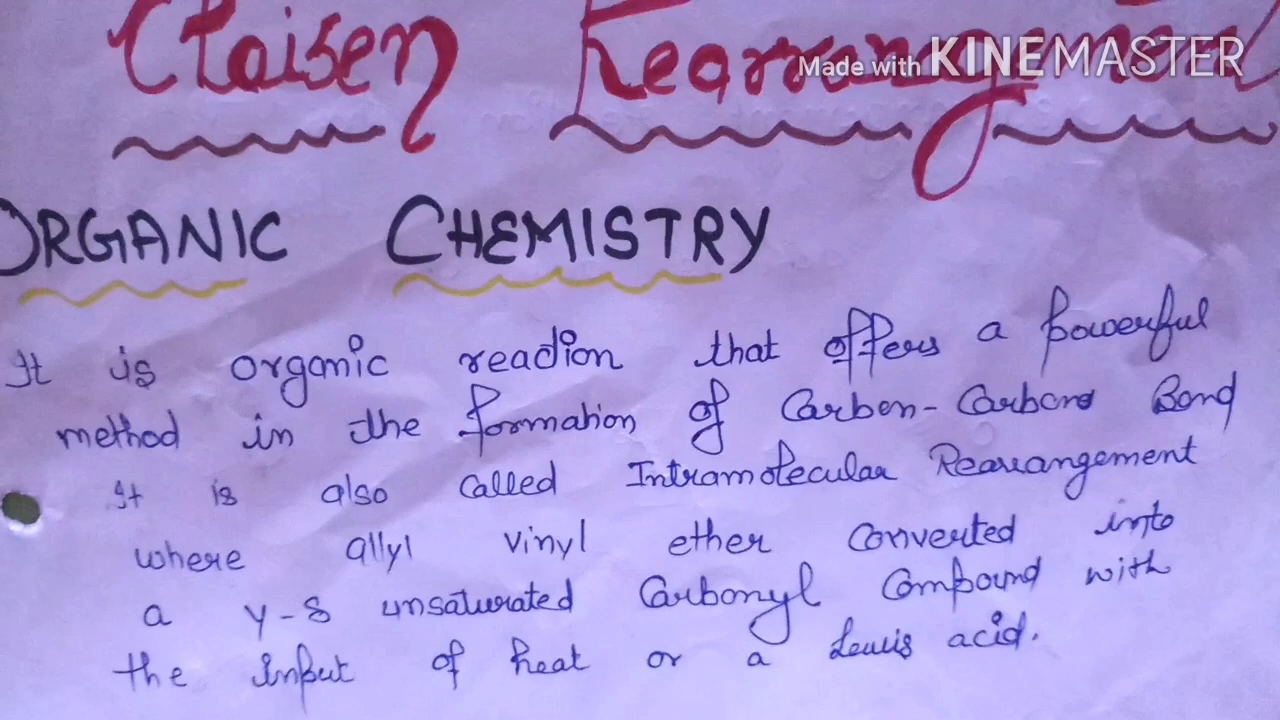 Claisen Rearrangement
Made with KINEMASTER
ORGANIC CHEMISTRY
It is organic reaction that offers a powerful
method in the formation of Carbon-Carbon Bond
It is also called Intramolecular Rearrangement
where allyl vinyl ether converted into
a γ-δ unsaturated Carbonyl Compound with
the input of heat or a Lewis acid.